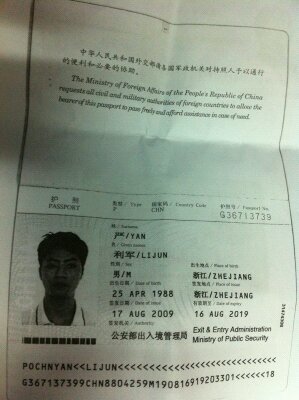 中华人民共和国外交部请各国军政机关对持照人予以通行
的便利和必要的协助。
The Ministry of Foreign Affairs of the People's Republic of China
requests all civil and military authorities of foreign countries to allow the
bearer of this passport to pass freely and afford assistance in case of need.
护 照
PASSPORT
类型/Type
P
国家码/Country Code
CHN
护照号/Passport No.
G36713739
姓/Surname
严/YAN
名/Given names
利军/LIJUN
性别/Sex
男/M
出生地点/Place of birth
浙江/ZHEJIANG
出生日期/Date of birth
25 APR 1988
签发地点/Place of issue
浙江/ZHEJIANG
签发日期/Date of issue
17 AUG 2009
有效期至/Date of expiry
16 AUG 2019
签发机关/Authority
公安部出入境管理局
Exit & Entry Administration
Ministry of Public Security